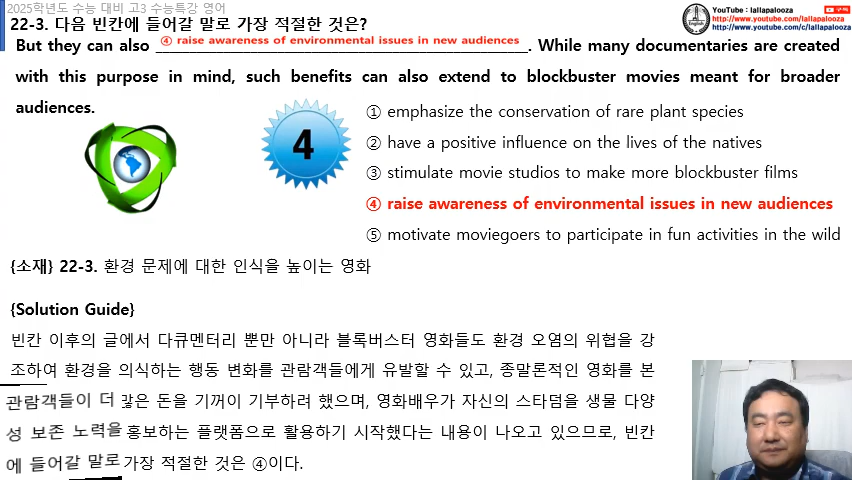 2025학년도 수능 대비 고3 수능특강 영어
22-3. 다음 빈칸에 들어갈 말로 가장 적절한 것은?
YouTube : lallapalooza 구독
http://www.youtube.com/lallapalooza
http://www.youtube.com/c/lallapalooza
English
But they can also ④ raise awareness of environmental issues in new audiences. While many documentaries are created
with this purpose in mind, such benefits can also extend to blockbuster movies meant for broader
audiences.
4
① emphasize the conservation of rare plant species
② have a positive influence on the lives of the natives
③ stimulate movie studios to make more blockbuster films
④ raise awareness of environmental issues in new audiences
⑤ motivate moviegoers to participate in fun activities in the wild
{소재} 22-3. 환경 문제에 대한 인식을 높이는 영화
{Solution Guide}
빈칸 이후의 글에서 다큐멘터리 뿐만 아니라 블록버스터 영화들도 환경 오염의 위협을 강
조하여 환경을 의식하는 행동 변화를 관람객들에게 유발할 수 있고, 종말론적인 영화를 본
관람객들이 더 많은 돈을 기꺼이 기부하려 했으며, 영화배우가 자신의 스타덤을 생물 다양
성 보존 노력을 홍보하는 플랫폼으로 활용하기 시작했다는 내용이 나오고 있으므로, 빈칸
에 들어갈 말로 가장 적절한 것은 ④이다.